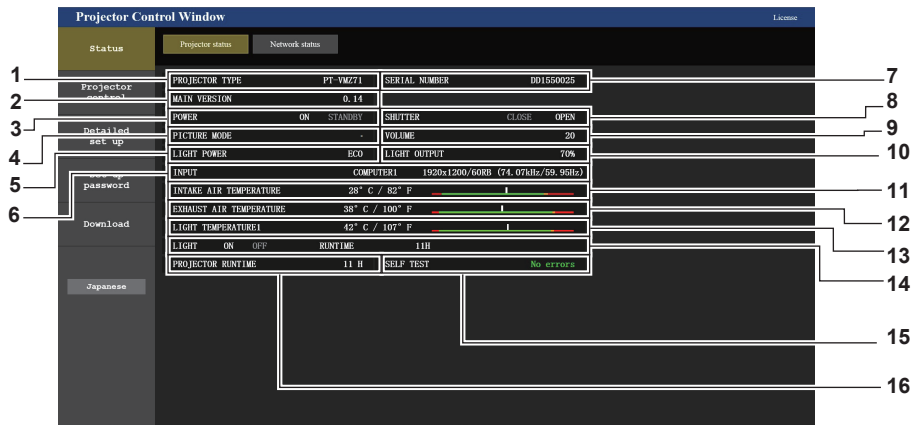 Projector Control Window
License
Status
Projector status
Network status
Projector
control
Detailed
set up
Set up
password
Download
Japanese
PROJECTOR TYPE PT-VMZ71 SERIAL NUMBER DD1550025
MAIN VERSION 0.14
POWER ON STANDBY SHUTTER CLOSE OPEN
PICTURE MODE - VOLUME 20
LIGHT POWER ECO LIGHT OUTPUT 70%
INPUT COMPUTER1 1920x1200/60RB (74.07kHz/59.95Hz)
INTAKE AIR TEMPERATURE 28° C / 82° F
EXHAUST AIR TEMPERATURE 38° C / 100° F
LIGHT TEMPERATURE1 42° C / 107° F
LIGHT ON OFF RUNTIME 11H
PROJECTOR RUNTIME 11 H SELF TEST No errors
1
2
3
4
5
6
7
8
9
10
11
12
13
14
15
16